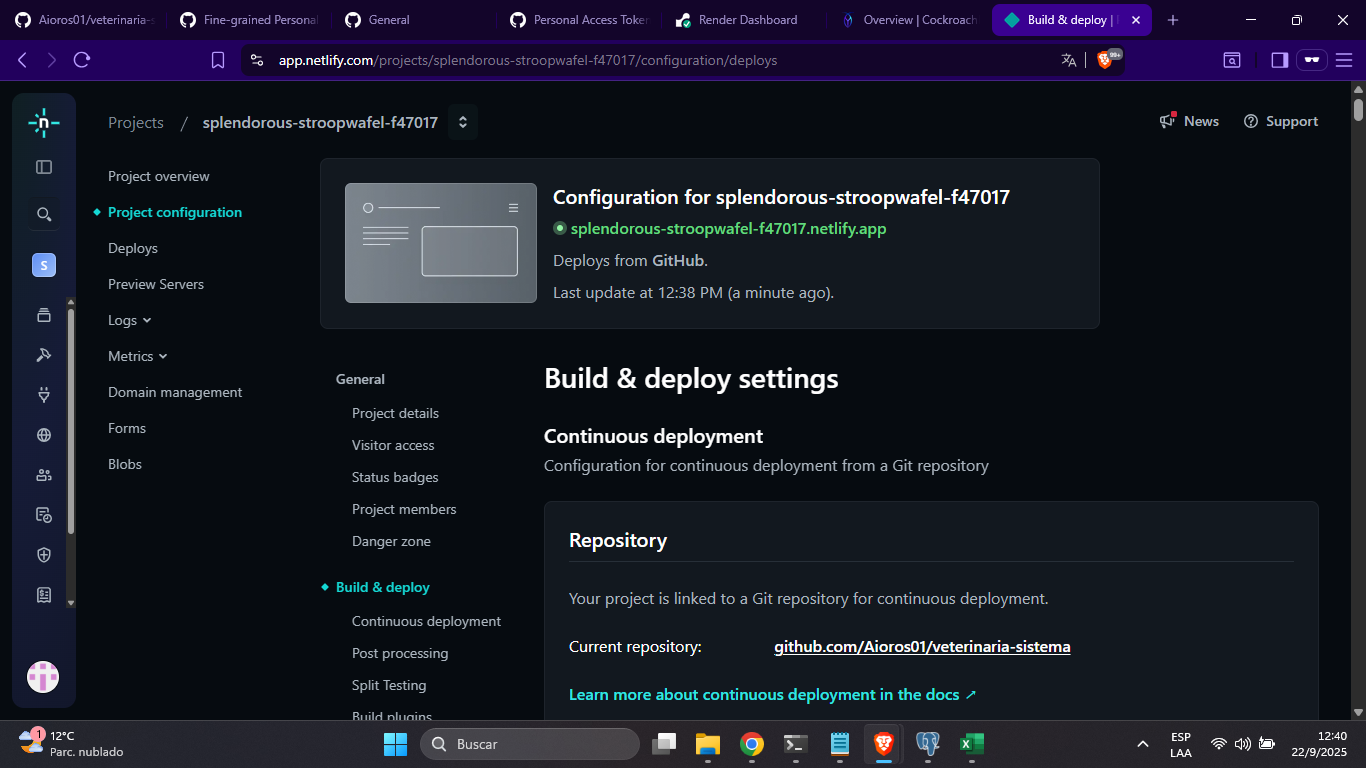 Aioros01/veterinaria-s
Fine-grained Personal
General
Personal Access Token
Render Dashboard
Overview | Cockroach
Build & deploy |
app.netlify.com/projects/splendorous-stroopwafel-f47017/configuration/deploys
99+
Projects / splendorous-stroopwafel-f47017
News
Support
S
Project overview
Project configuration
Deploys
Preview Servers
Logs
Metrics
Domain management
Forms
Blobs
Configuration for splendorous-stroopwafel-f47017
splendorous-stroopwafel-f47017.netlify.app
Deploys from GitHub.
Last update at 12:38 PM (a minute ago).
General
Project details
Visitor access
Status badges
Project members
Danger zone
Build & deploy
Continuous deployment
Post processing
Split Testing
Build plugins
Build & deploy settings
Continuous deployment
Configuration for continuous deployment from a Git repository
Repository
Your project is linked to a Git repository for continuous deployment.
Current repository: github.com/Aioros01/veterinaria-sistema
Learn more about continuous deployment in the docs ↗
1
12°C
Parc. nublado
Buscar
ESP
LAA
12:40
22/9/2025